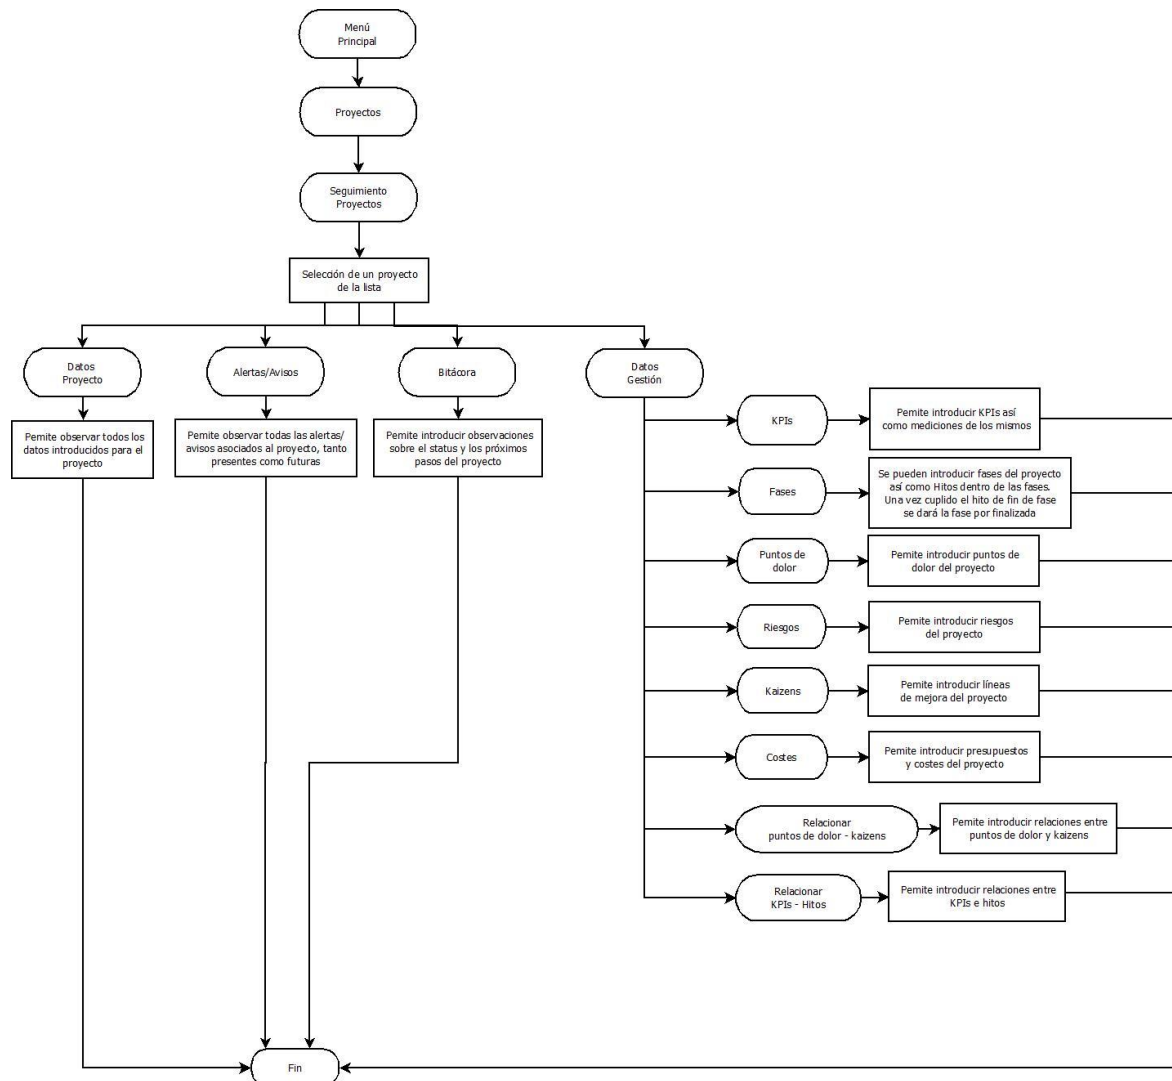 Menú
Principal
Proyectos
Seguimiento
Proyectos
Selección de un proyecto
de la lista
Datos
Proyecto
Alertas/Avisos
Bitácora
Datos
Gestión
Pemite observar todos los
datos introducidos para el
proyecto
Pemite observar todas las alertas/
avisos asociados al proyecto, tanto
presentes como futuras
Pemite introducir observaciones
sobre el status y los próximos
pasos del proyecto
KPIs
Pemite introducir KPIs así
como mediciones de los mismos
Fases
Se pueden introducir fases del proyecto
así como Hitos dentro de las fases.
Una vez cuplido el hito de fin de fase
se dará la fase por finalizada
Puntos de
dolor
Pemite introducir puntos de
dolor del proyecto
Riesgos
Pemite introducir riesgos
del proyecto
Kaizens
Pemite introducir líneas
de mejora del proyecto
Costes
Pemite introducir presupuestos
y costes del proyecto
Relacionar
puntos de dolor - kaizens
Pemite introducir relaciones entre
puntos de dolor y kaizens
Relacionar
KPIs - Hitos
Pemite introducir relaciones entre
KPIs e hitos
Fin